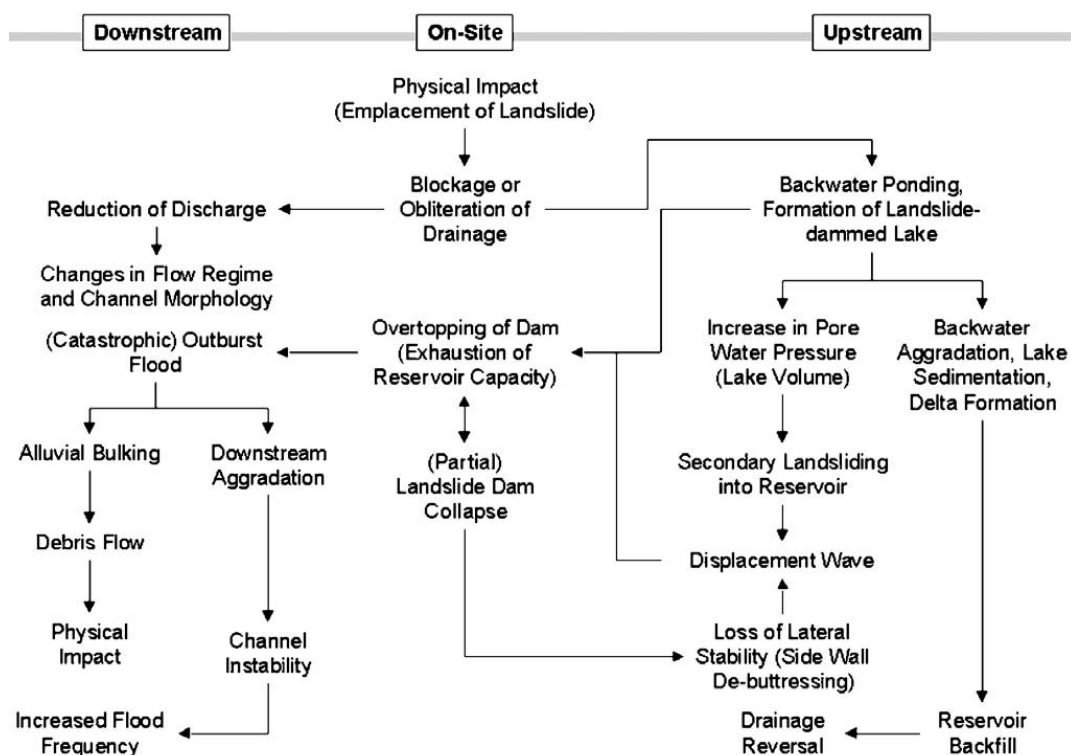 Downstream
On-Site
Upstream
Physical Impact
(Emplacement of Landslide)
Blockage or
Obliteration of
Drainage
Reduction of Discharge
Backwater Ponding,
Formation of Landslide-
dammed Lake
Changes in Flow Regime
and Channel Morphology
(Catastrophic) Outburst
Flood
Overtopping of Dam
(Exhaustion of
Reservoir Capacity)
Increase in Pore
Water Pressure
(Lake Volume)
Backwater
Aggradation, Lake
Sedimentation,
Delta Formation
Alluvial Bulking
Downstream
Aggradation
(Partial)
Landslide Dam
Collapse
Secondary Landsliding
into Reservoir
Debris Flow
Displacement Wave
Physical
Impact
Channel
Instability
Loss of Lateral
Stability (Side Wall
De-buttressing)
Increased Flood
Frequency
Drainage
Reversal
Reservoir
Backfill